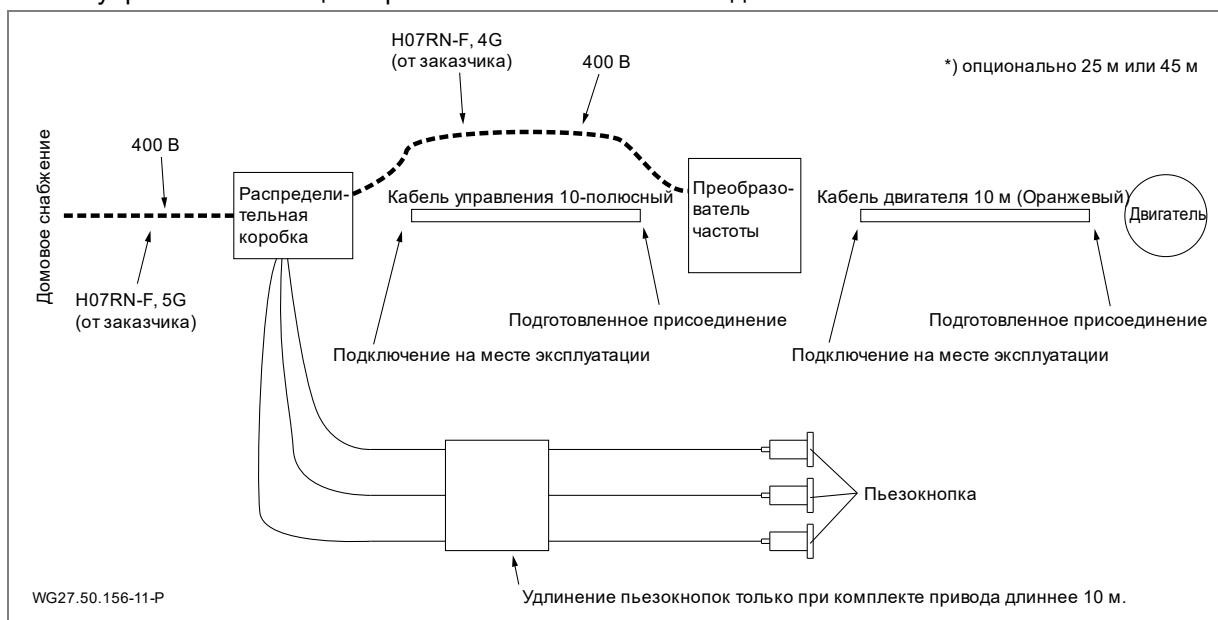 H07RN-F, 4G
(от заказчика)
400 В
*) опционально 25 м или 45 м
Домовое снабжение
400 В
H07RN-F, 5G
(от заказчика)
Распредели-
тельная
коробка
Кабель управления 10-полюсный
Преобразо-
ватель
частоты
Кабель двигателя 10 м (Оранжевый)
Двигатель
Подготовленное присоединение
Подключение на месте эксплуатации
Подготовленное присоединение
Подключение на месте эксплуатации
Пьезокнопка
WG27.50.156-11-P
Удлинение пьезокнопок только при комплекте привода длиннее 10 м.